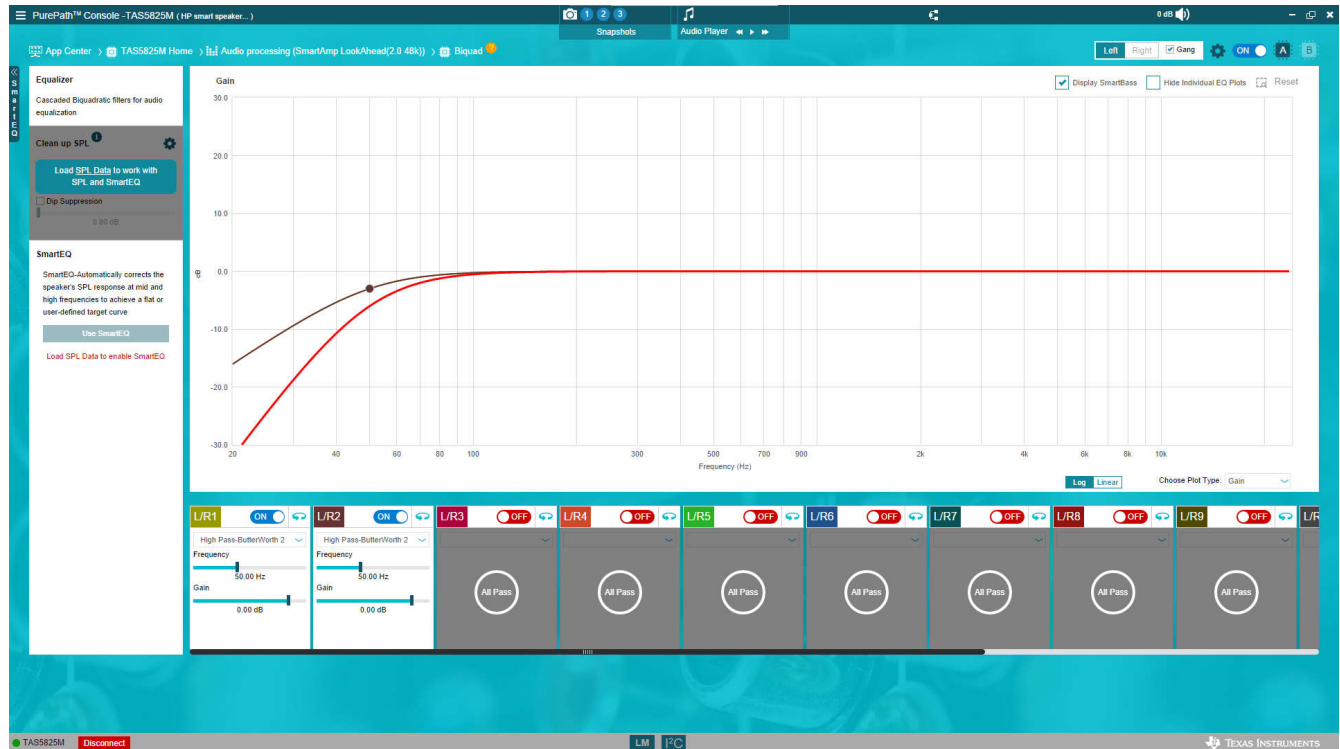 PurePath™ Console -TAS5825M ( HP smart speaker... )
1 2 3
Snapshots
Audio Player
0 dB
App Center
TAS5825M Home
Audio processing (SmartAmp LookAhead(2.0 48k))
Biquad
Left Right Gang
ON
A
B
SmartEQ
Equalizer
Cascaded Biquadratic filters for audio
equalization
Clean up SPL
Load SPL Data to work with
SPL and SmartEQ
Dip Suppression
0.00 dB
SmartEQ
SmartEQ-Automatically corrects the
speaker's SPL response at mid and
high frequencies to achieve a flat or
user-defined target curve
Use SmartEQ
Load SPL Data to enable SmartEQ
Gain
Display SmartBass
Hide Individual EQ Plots
Reset
30.0
20.0
10.0
0.0
-10.0
-20.0
-30.0
dB
20 40 60 80 100 300 500 700 900 2k 4k 6k 8k 10k
Frequency (Hz)
Log Linear
Choose Plot Type: Gain
L/R1 ON
High Pass-ButterWorth 2
Frequency
50.00 Hz
Gain
0.00 dB
L/R2 ON
High Pass-ButterWorth 2
Frequency
50.00 Hz
Gain
0.00 dB
L/R3 OFF
All Pass
L/R4 OFF
All Pass
L/R5 OFF
All Pass
L/R6 OFF
All Pass
L/R7 OFF
All Pass
L/R8 OFF
All Pass
L/R9 OFF
All Pass
L/R
TAS5825M
Disconnect
LM
I²C
TEXAS INSTRUMENTS